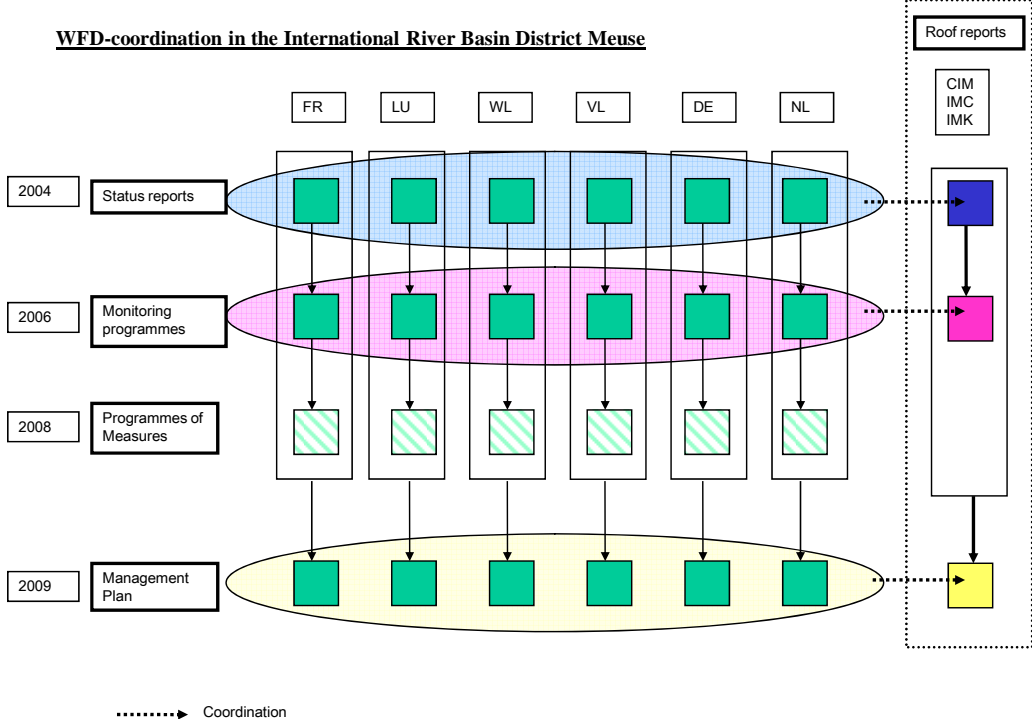 WFD-coordination in the International River Basin District Meuse
Roof reports
CIM
IMC
IMK
FR
LU
WL
VL
DE
NL
2004
Status reports
2006
Monitoring
programmes
2008
Programmes of
Measures
2009
Management
Plan
Coordination